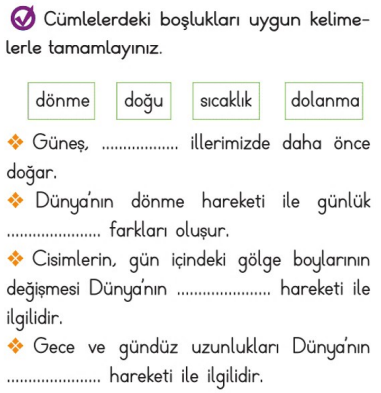 Cümlelerdeki boşlukları uygun kelime-
lerle tamamlayınız.
dönme doğu sıcaklık dolanma
Güneş, .................. illerimizde daha önce
doğar.
Dünya'nın dönme hareketi ile günlük
...................... farkları oluşur.
Cisimlerin, gün içindeki gölge boylarının
değişmesi Dünya'nın ...................... hareketi ile
ilgilidir.
Gece ve gündüz uzunlukları Dünya'nın
...................... hareketi ile ilgilidir.